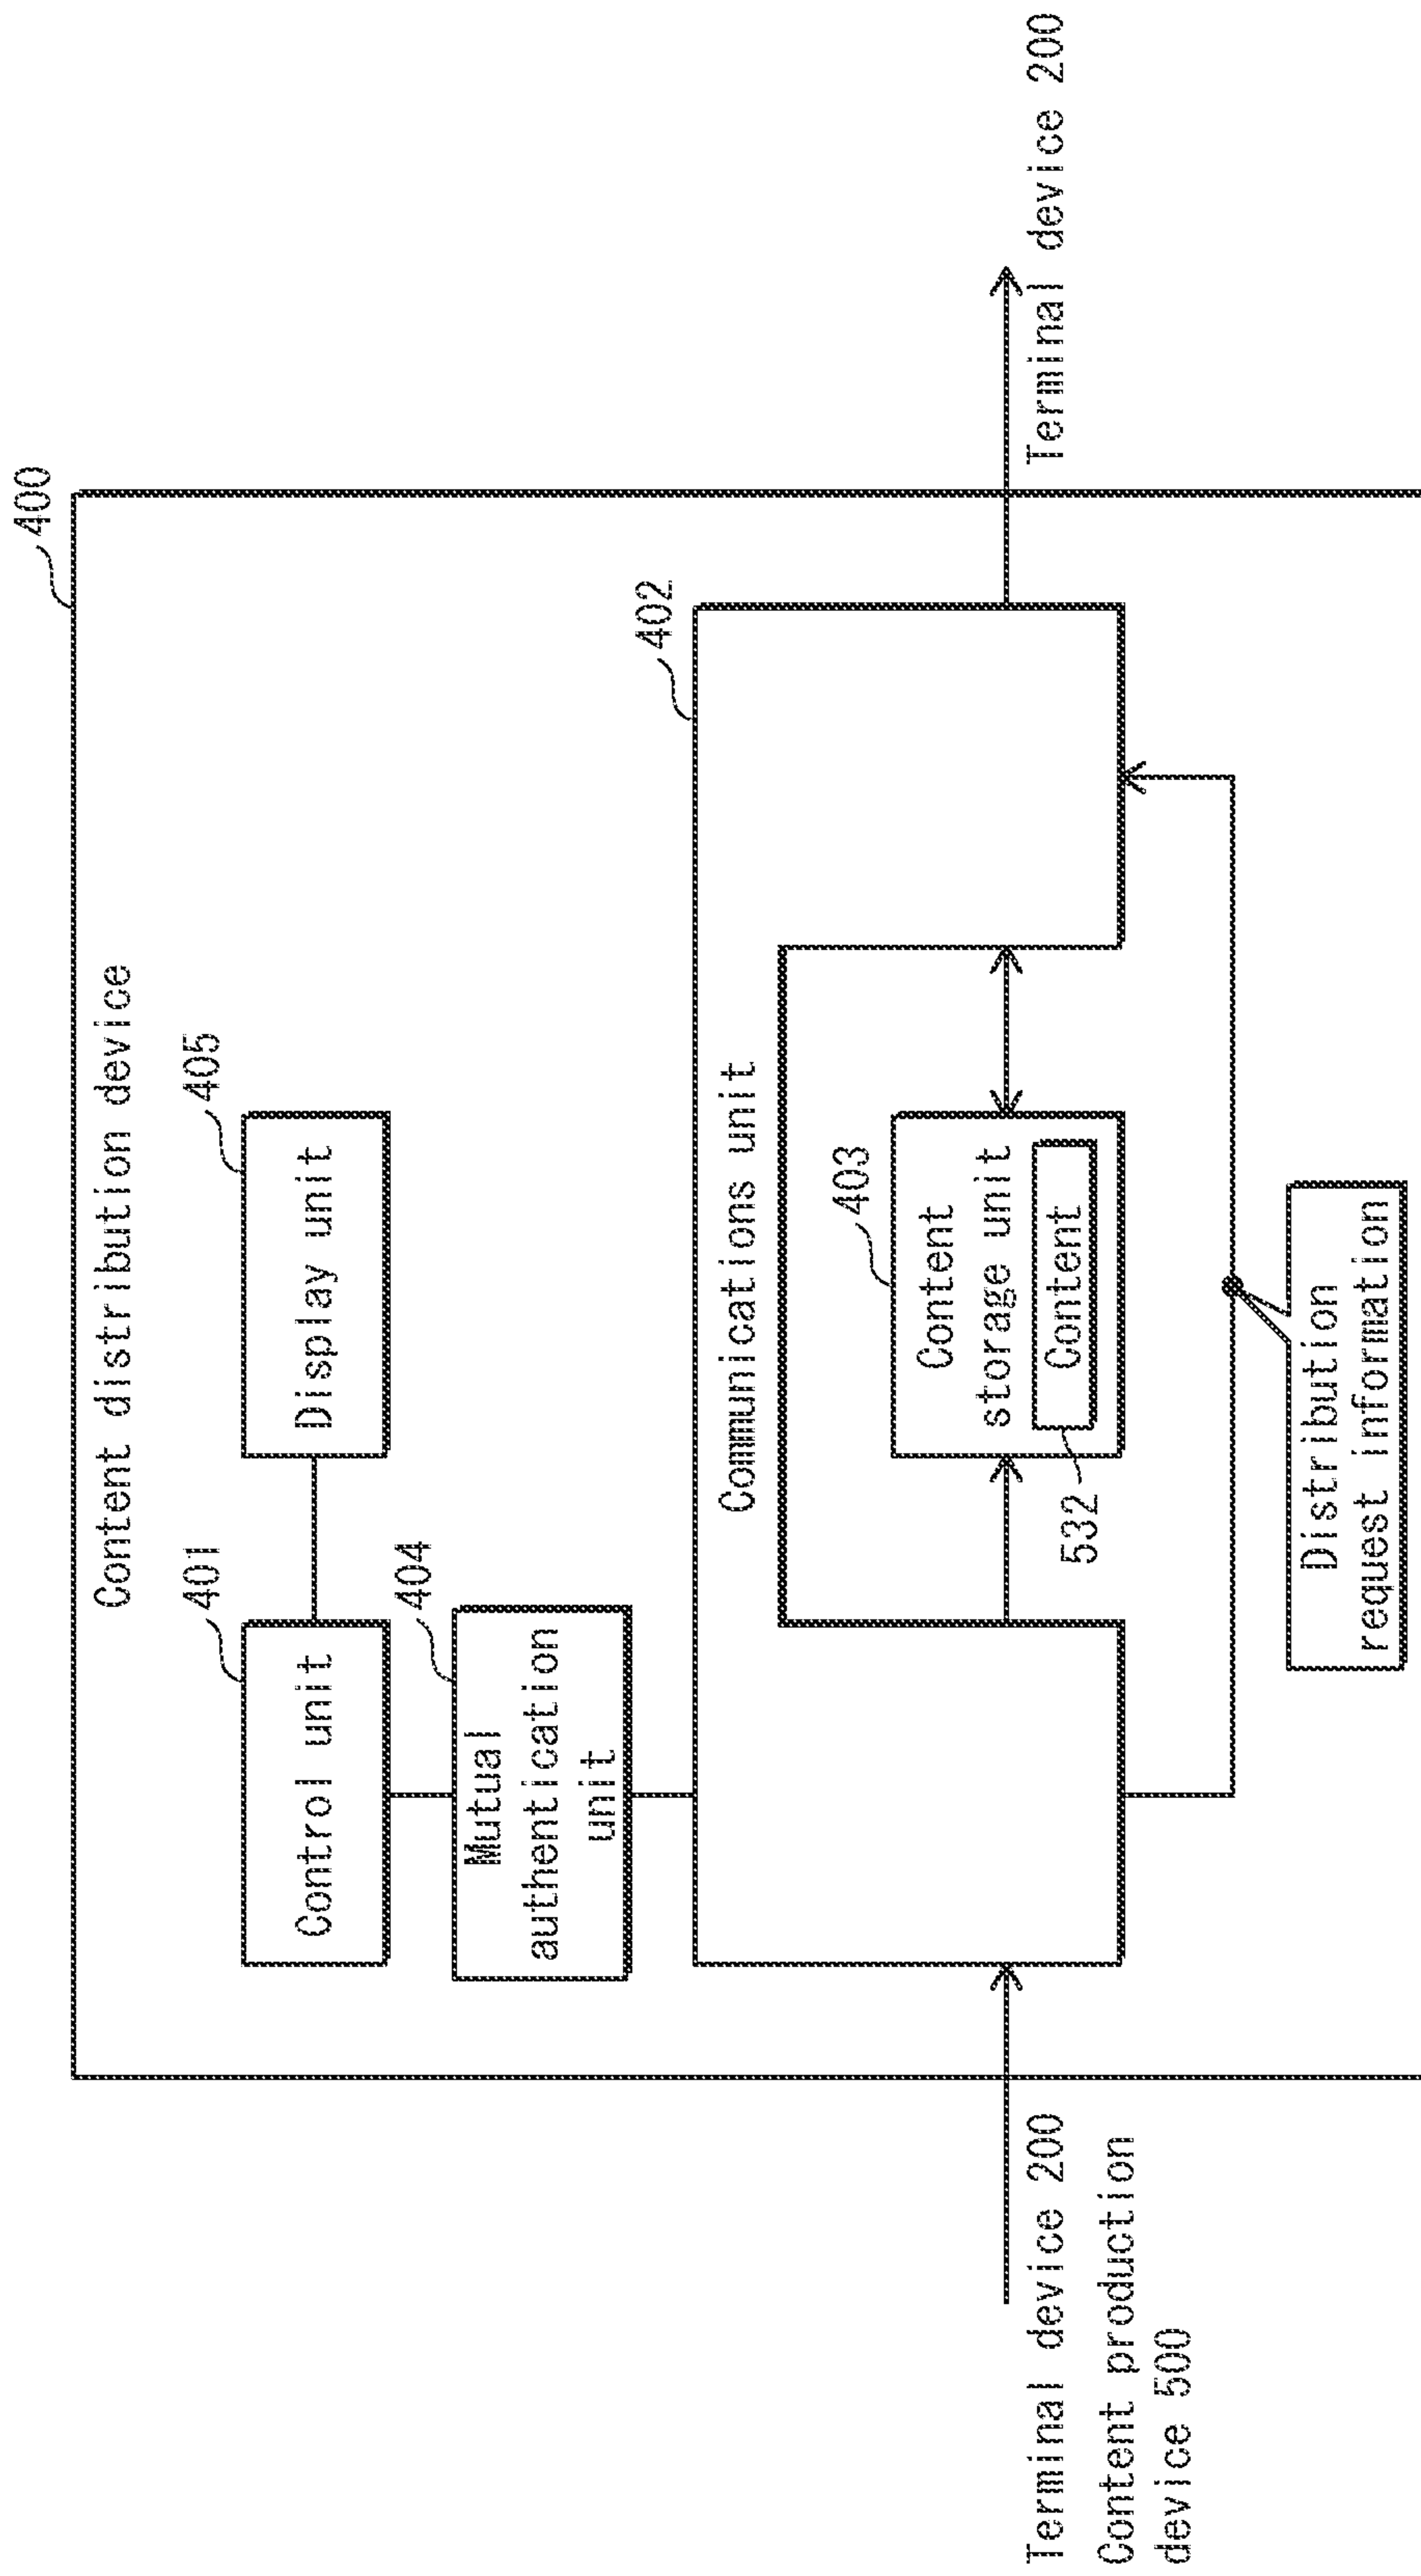 400
Content distribution device
401
Control unit
405
Display unit
404
Mutual
authentication
unit
402
Communications unit
403
Content
storage unit
Content
532
Terminal device 200
Content production
device 500
Terminal device 200
Distribution
request information